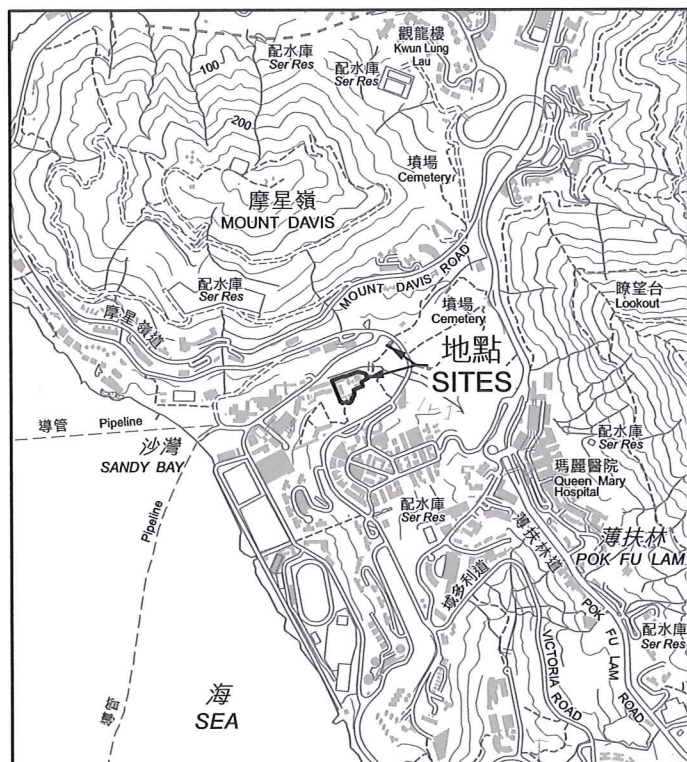 觀龍樓
Kwun Lung
Lau
配水庫
Ser Res
配水庫
Ser Res
100
200
墳場
Cemetery
摩星嶺
MOUNT DAVIS
配水庫
Ser Res
MOUNT DAVIS ROAD
摩星嶺道
墳場
Cemetery
瞭望台
Lookout
地點
SITES
導管 Pipeline
沙灣
SANDY BAY
Pipeline
配水庫
Ser Res
瑪麗醫院
Queen Mary
Hospital
配水庫
Ser Res
薄扶林道
薄扶林
POK FU LAM
域多利道
POK FU LAM ROAD
VICTORIA ROAD
配水庫
Ser Res
導管
海
SEA